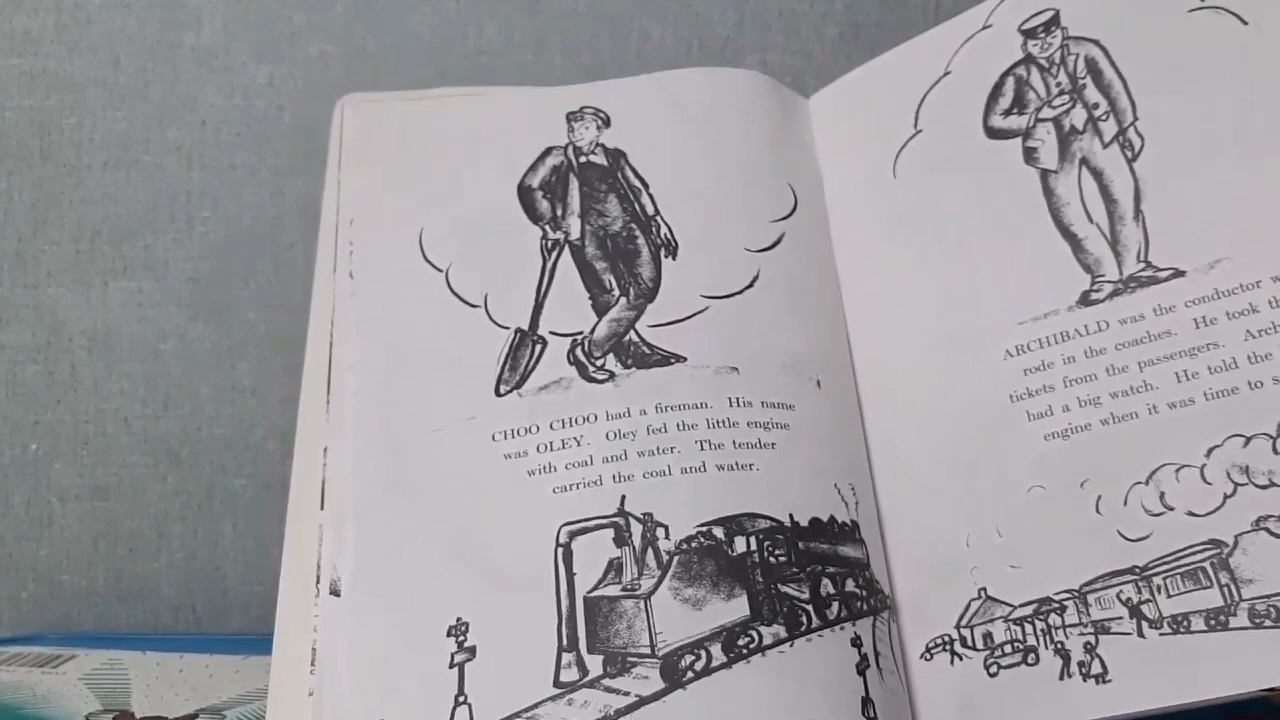 CHOO CHOO had a fireman. His name
was OLEY. Oley fed the little engine
with coal and water. The tender
carried the coal and water.
ARCHIBALD was the conductor
rode in the coaches. He took
tickets from the passengers.
had a big watch. He told the
engine when it was time to